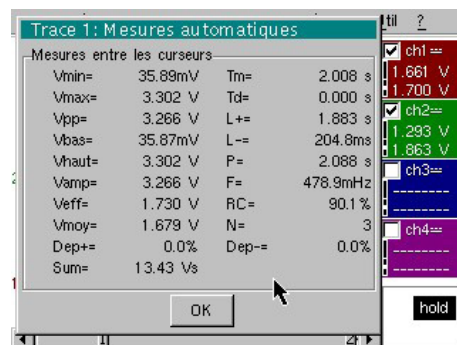 Trace 1: Mesures automatiques
Mesures entre les curseurs
Vmin= 35.89mV Tm= 2.008 s
Vmax= 3.302 V Td= 0.000 s
Vpp= 3.266 V L+= 1.883 s
Vbas= 35.87mV L-= 204.8ms
Vhaut= 3.302 V P= 2.088 s
Vamp= 3.266 V F= 478.9mHz
Veff= 1.730 V RC= 90.1%
Vmoy= 1.679 V N= 3
Dep+= 0.0% Dep-= 0.0%
Sum= 13.43 Vs
OK
til ?
ch1
1.661 V
1.700 V
ch2
1.293 V
1.863 V
ch3
--------
--------
ch4
--------
--------
hold